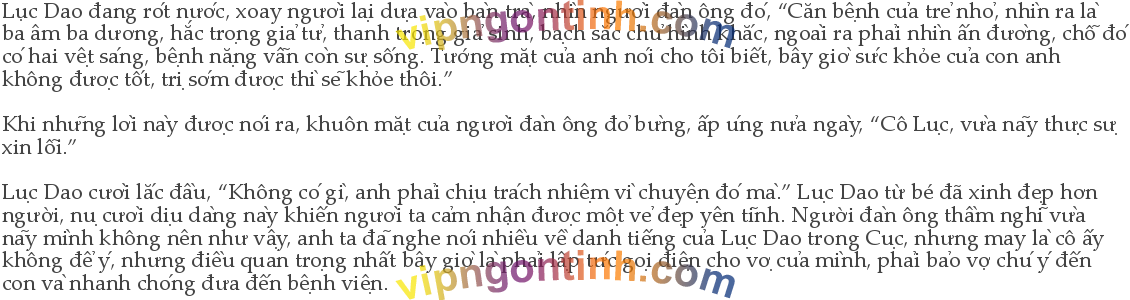 Lục Dao đang rót nước, xoay người lại dựa vào bàn trà, nhìn người đàn ông đó, “Căn bệnh của trẻ nhỏ, nhìn ra là
ba âm ba dương, hắc trọng gia tử, thanh trọng gia sinh, bạch sắc chủ hình khắc, ngoài ra phải nhìn ấn đường, chỗ đó
có hai vệt sáng, bệnh nặng vẫn còn sự sống. Tướng mặt của anh nói cho tôi biết, bây giờ sức khỏe của con anh
không được tốt, trị sớm được thì sẽ khỏe thôi.”
Khi những lời này được nói ra, khuôn mặt của người đàn ông đỏ bừng, ấp úng nửa ngày, “Cô Lục, vừa nãy thực sự
xin lỗi.”
Lục Dao cười lắc đầu, “Không có gì, anh phải chịu trách nhiệm vì chuyện đó mà.” Lục Dao từ bé đã xinh đẹp hơn
người, nụ cười dịu dàng này khiến người ta cảm nhận được một vẻ đẹp yên tĩnh. Người đàn ông thầm nghĩ vừa
nãy mình không nên như vậy, anh ta đã nghe nói nhiều về danh tiếng của Lục Dao trong Cục, nhưng may là cô ấy
không để ý, nhưng điều quan trọng nhất bây giờ là phải lập tức gọi điện cho vợ của mình, phải bảo vợ chú ý đến
con và nhanh chóng đưa đến bệnh viện.
vipngontinh.com
vipngontinh.com